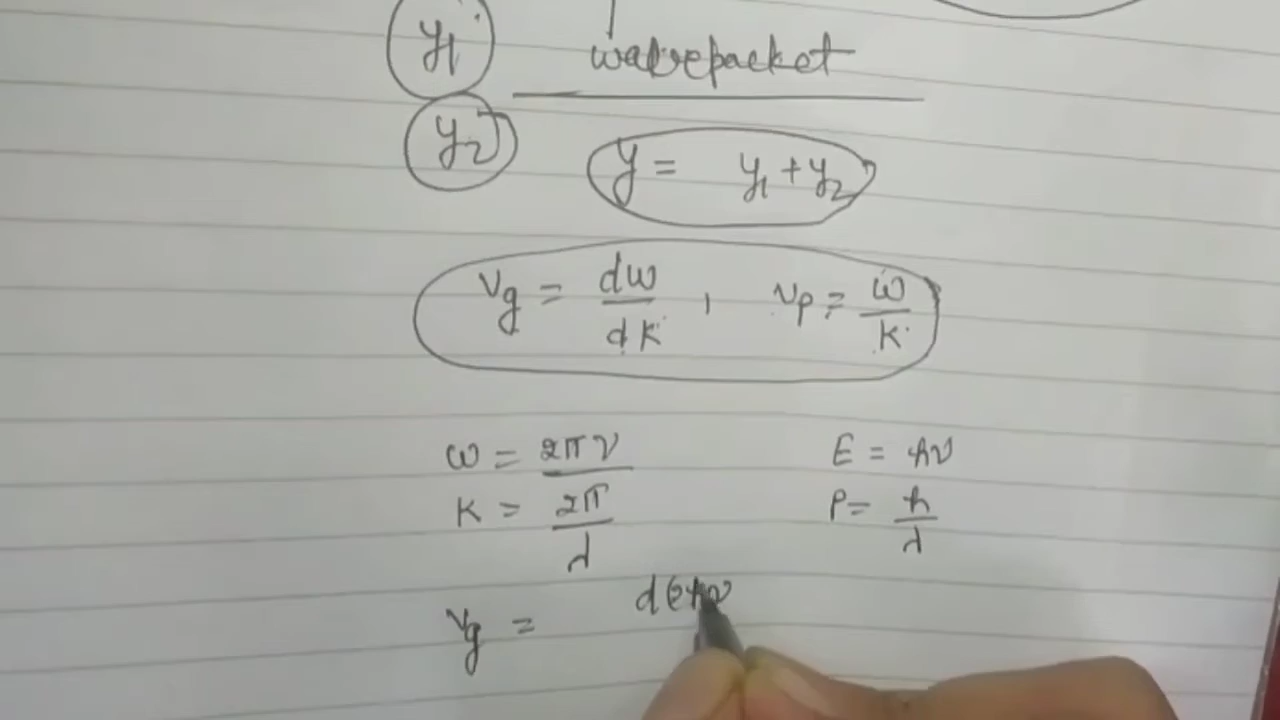 y₁ wavepacket
y₂
y = y₁ + y₂
Vg = dω/dk , vp = ω/k
ω = 2πν E = hν
K = 2π/λ P = h/λ
Vg =